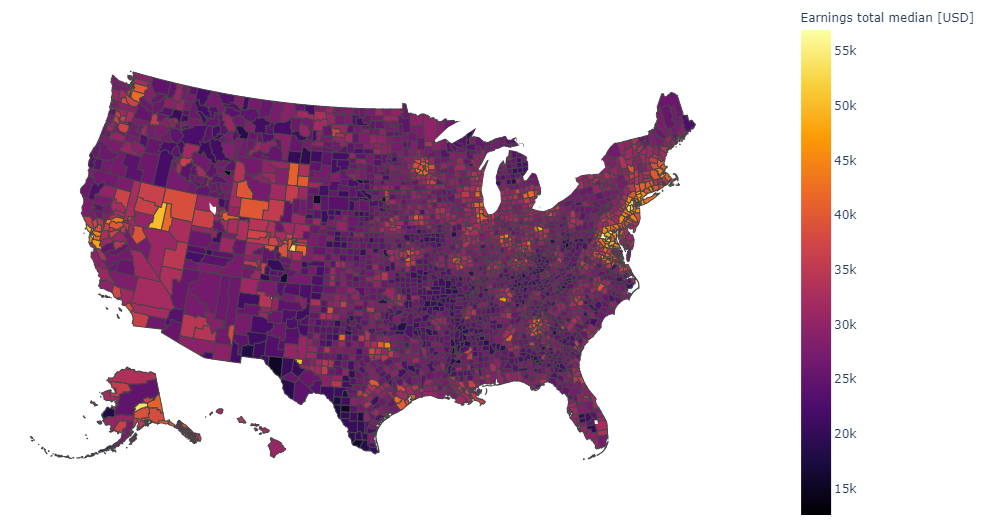 Earnings total median [USD]
55k
50k
45k
40k
35k
30k
25k
20k
15k